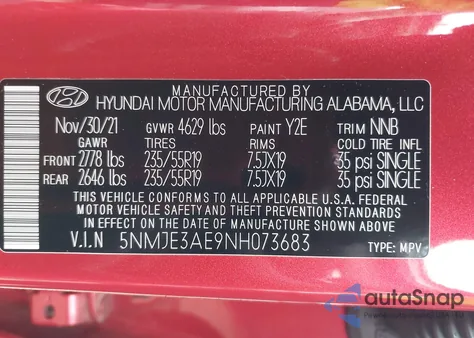 MANUFACTURED BY
HYUNDAI MOTOR MANUFACTURING ALABAMA, LLC
Nov/30/21 GVWR 4629 lbs PAINT Y2E TRIM NNB
GAWR TIRES RIMS COLD TIRE INFL
FRONT 2778 lbs 235/55R19 7.5JX19 35 psi SINGLE
REAR 2646 lbs 235/55R19 7.5JX19 35 psi SINGLE
THIS VEHICLE CONFORMS TO ALL APPLICABLE U.S. FEDERAL
MOTOR VEHICLE SAFETY AND THEFT PREVENTION STANDARDS IN
EFFECT ON THE DATE OF MANUFACTURE SHOWN ABOVE.
V.I.N 5NMJE3AE9NH073683 TYPE: MPV
autoSnap